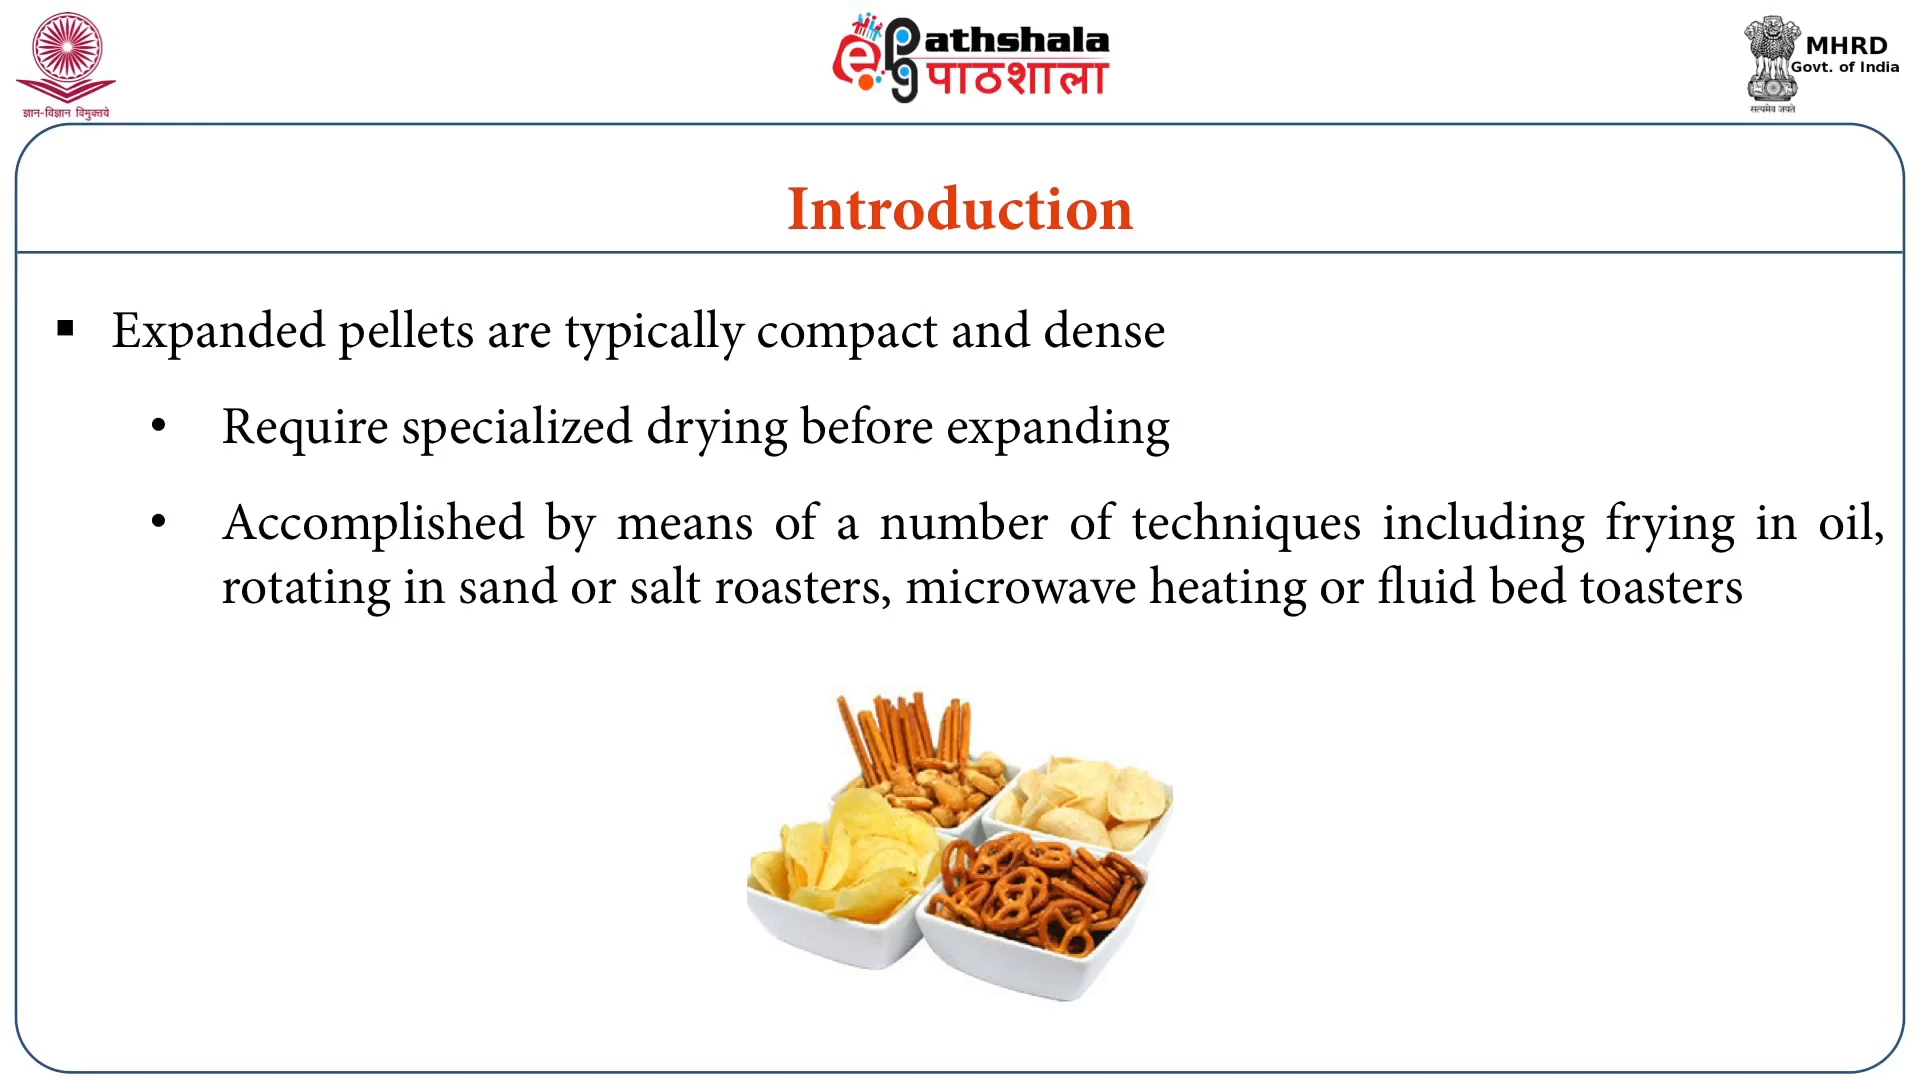 ज्ञान-विज्ञान विमुक्तये
e
pg
athshala
पाठशाला
MHRD
Govt. of India
सत्यमेव जयते
Introduction
▪ Expanded pellets are typically compact and dense
• Require specialized drying before expanding
• Accomplished by means of a number of techniques including frying in oil,
rotating in sand or salt roasters, microwave heating or fluid bed toasters